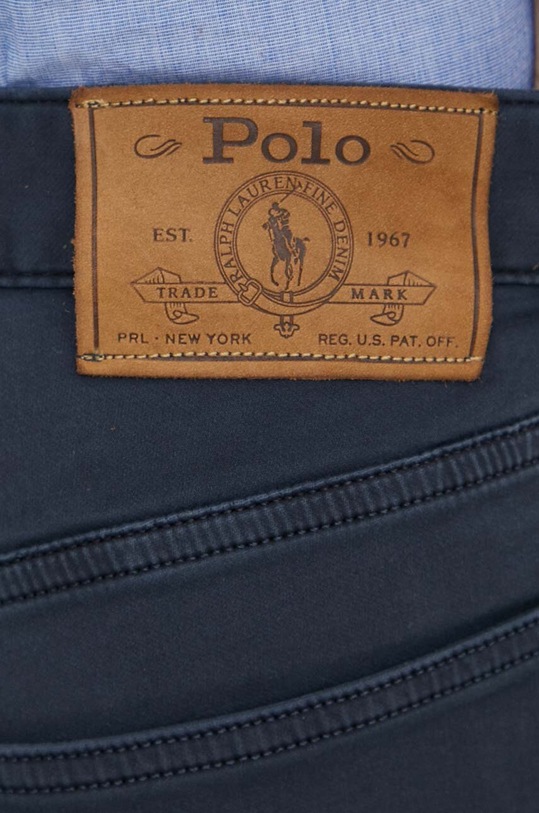 Polo
RALPH LAUREN FINE DENIM
EST. 1967
TRADE MARK
PRL · NEW YORK REG. U.S. PAT. OFF.